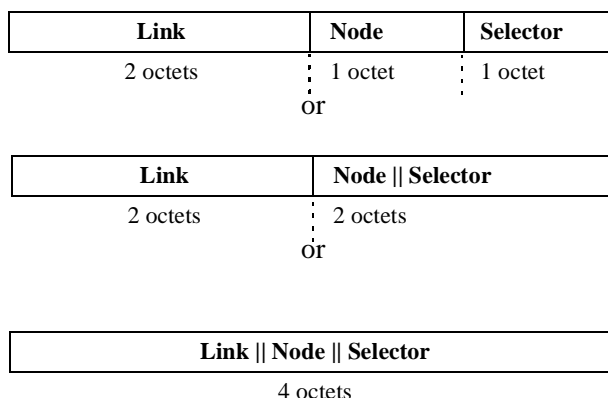 Link Node Selector
2 octets 1 octet 1 octet
or
Link Node || Selector
2 octets 2 octets
or
Link || Node || Selector
4 octets